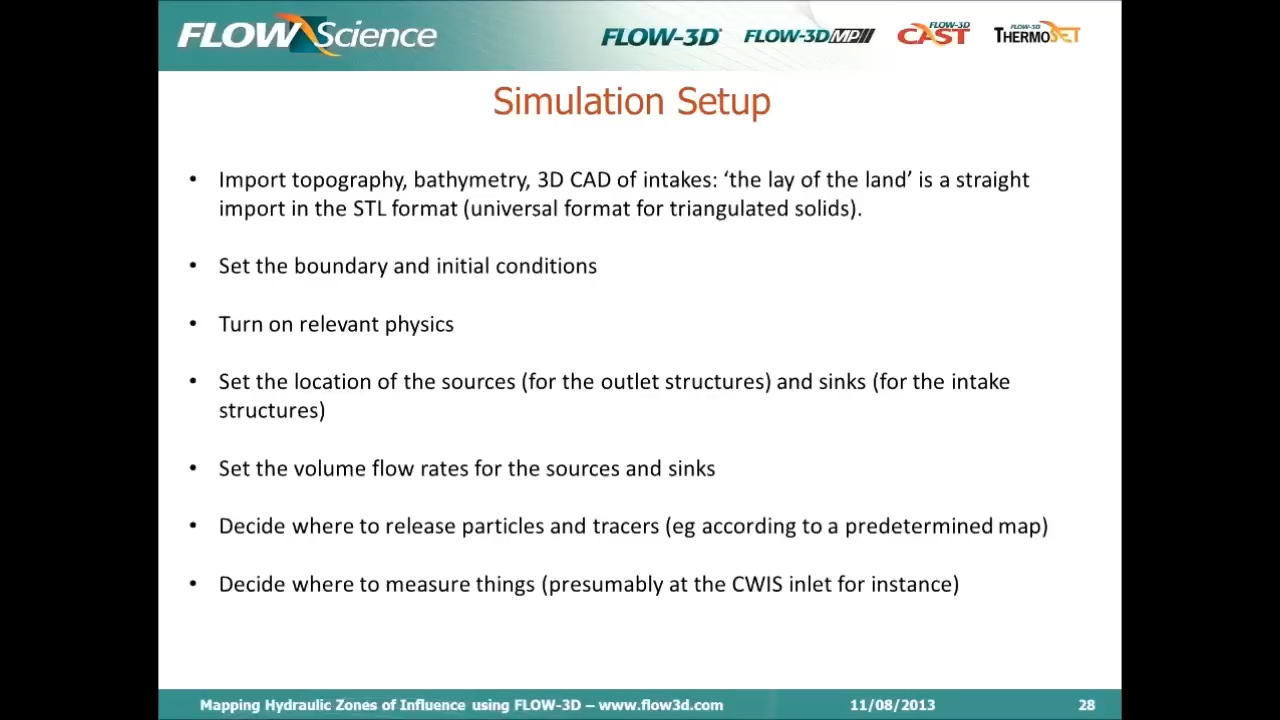 FLOW Science FLOW-3D FLOW-3D MP FLOW-3D CAST FLOW-3D THERMOSET
Simulation Setup
• Import topography, bathymetry, 3D CAD of intakes: ‘the lay of the land’ is a straight
import in the STL format (universal format for triangulated solids).
• Set the boundary and initial conditions
• Turn on relevant physics
• Set the location of the sources (for the outlet structures) and sinks (for the intake
structures)
• Set the volume flow rates for the sources and sinks
• Decide where to release particles and tracers (eg according to a predetermined map)
• Decide where to measure things (presumably at the CWIS inlet for instance)
Mapping Hydraulic Zones of Influence using FLOW-3D – www.flow3d.com 11/08/2013 28